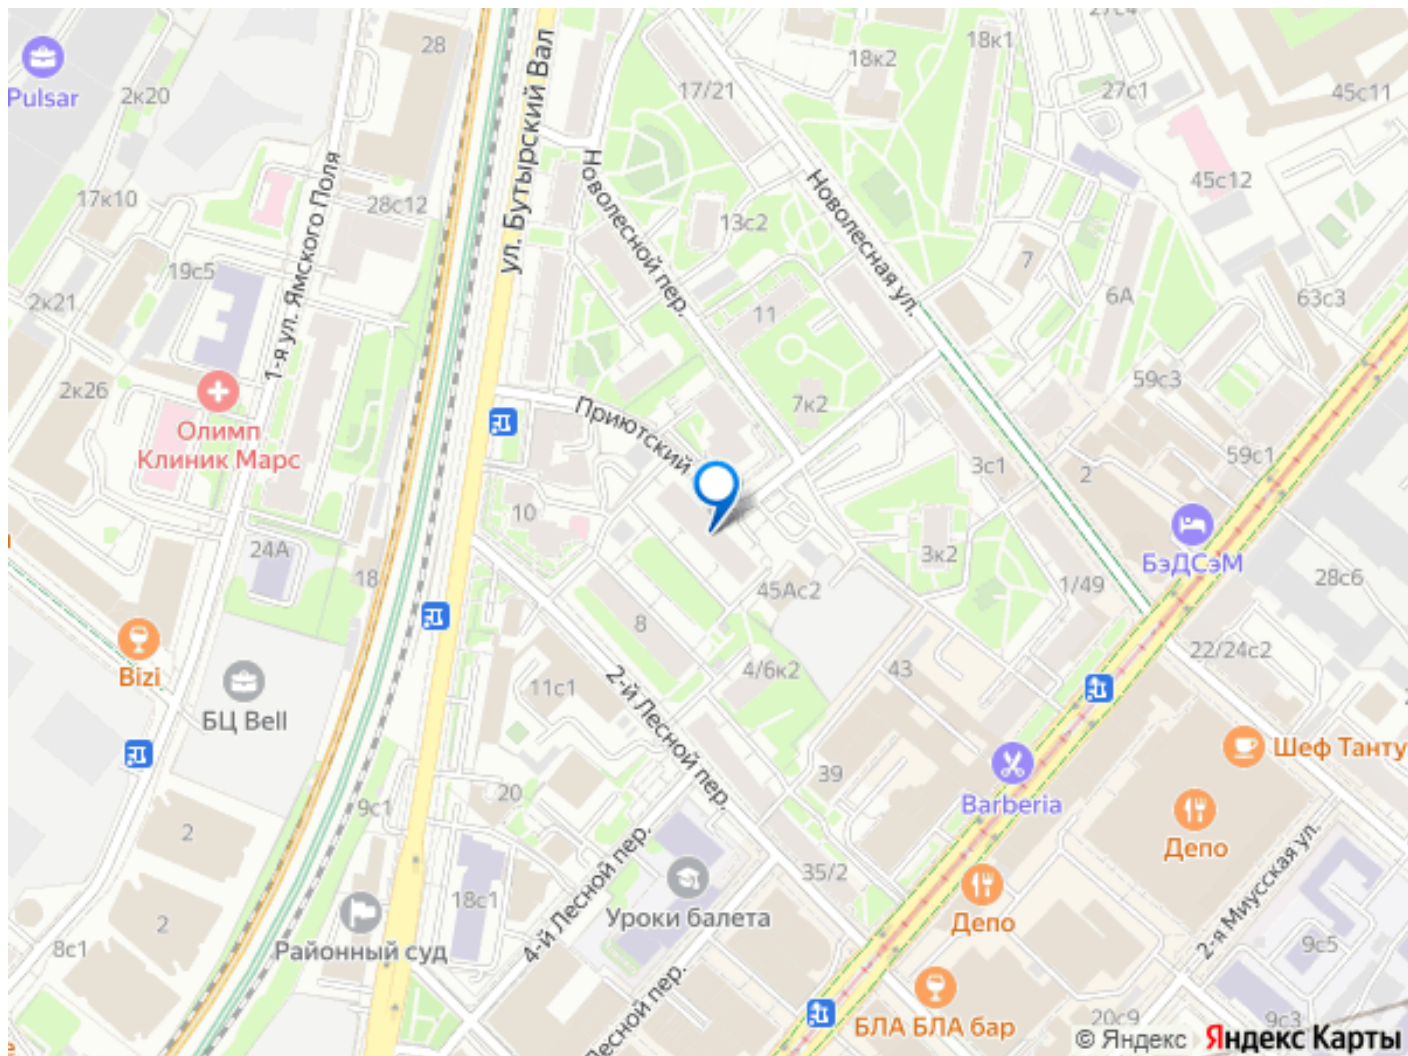 27с4
28
18к1
18к2
Pulsar
2к20
17/21
27с1
45с11
ул. Бутырский Вал
1-я ул. Ямского Поля
Новолесной пер.
Новолесная ул.
45с12
17к10
28с12
13с2
19с5
7
2к21
11
6А
63с3
2к26
7к2
59с3
Приютский
Олимп
Клиник Марс
3с1
2
59с1
10
24А
18
3к2
БэДСэМ
45Ас2
1/49
28с6
8
Bizi
11с1
2-й Лесной пер.
4/6к2
43
22/24с2
БЦ Bell
Шеф Танту
39
Barberia
9с1
20
2
Депо
4-й Лесной пер.
35/2
18с1
Уроки балета
Депо
2-я Миусская ул.
2
8с1
Районный суд
9с5
Лесной пер.
БЛА БЛА бар
20с9
9с3
© Яндекс Яндекс Карты